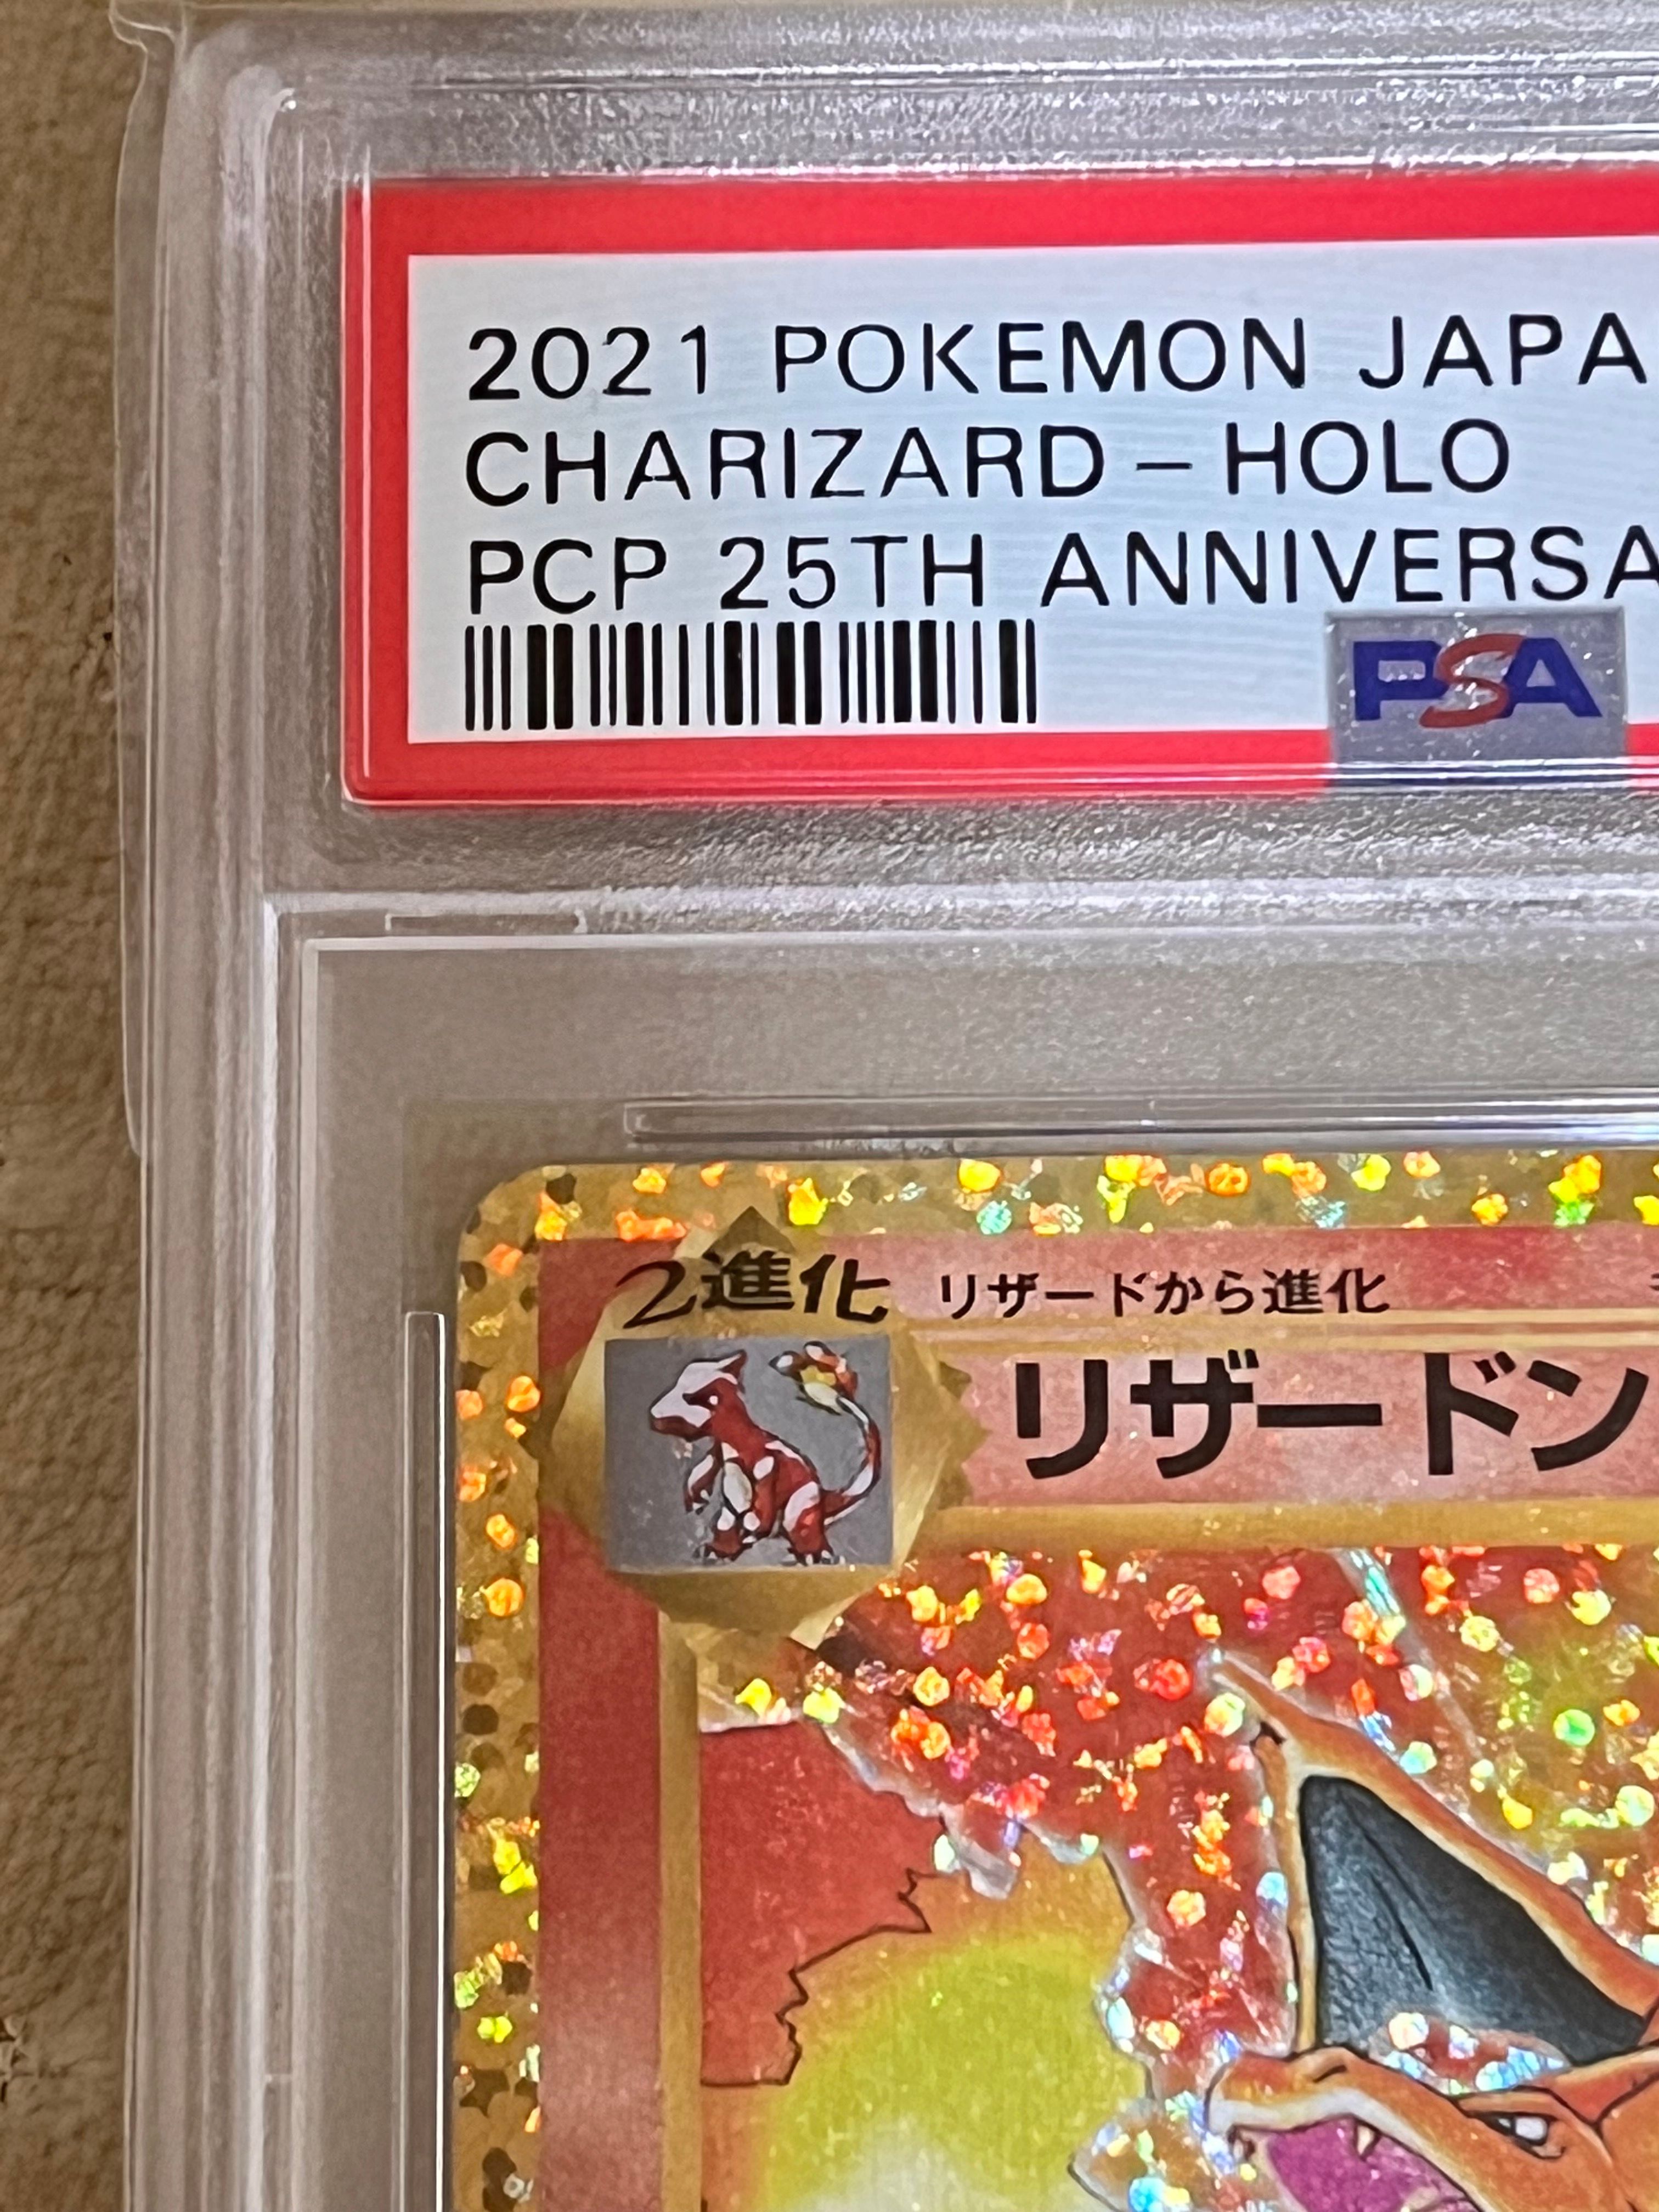 2021 POKEMON JAPA
CHARIZARD – HOLO
PCP 25TH ANNIVERSA
PSA
2進化 リザードから進化
リザードン